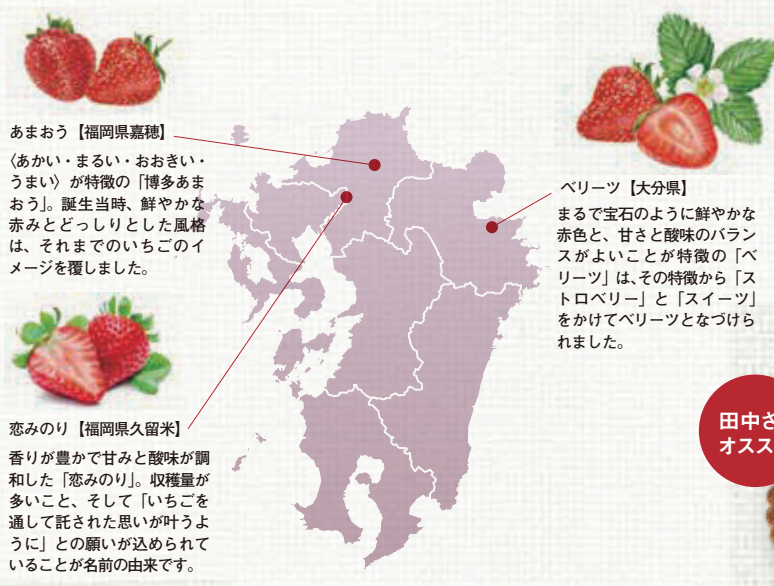 あまおう【福岡県嘉穂】
〈あかい・まるい・おおきい・
うまい〉が特徴の「博多あま
おう」。誕生当時、鮮やかな
赤みとどっしりとした風格
は、それまでのいちごのイ
メージを覆しました。
恋みのり【福岡県久留米】
香りが豊かで甘みと酸味が調
和した「恋みのり」。収穫量が
多いこと、そして「いちごを
通して託された思いが叶うよ
うに」との願いが込められて
いることが名前の由来です。
ベリーツ【大分県】
まるで宝石のように鮮やかな
赤色と、甘さと酸味のバラン
スがよいことが特徴の「ベ
リーツ」は、その特徴から「ス
トロベリー」と「スイーツ」
をかけてベリーツとなづけら
れました。
田中さ
オスス